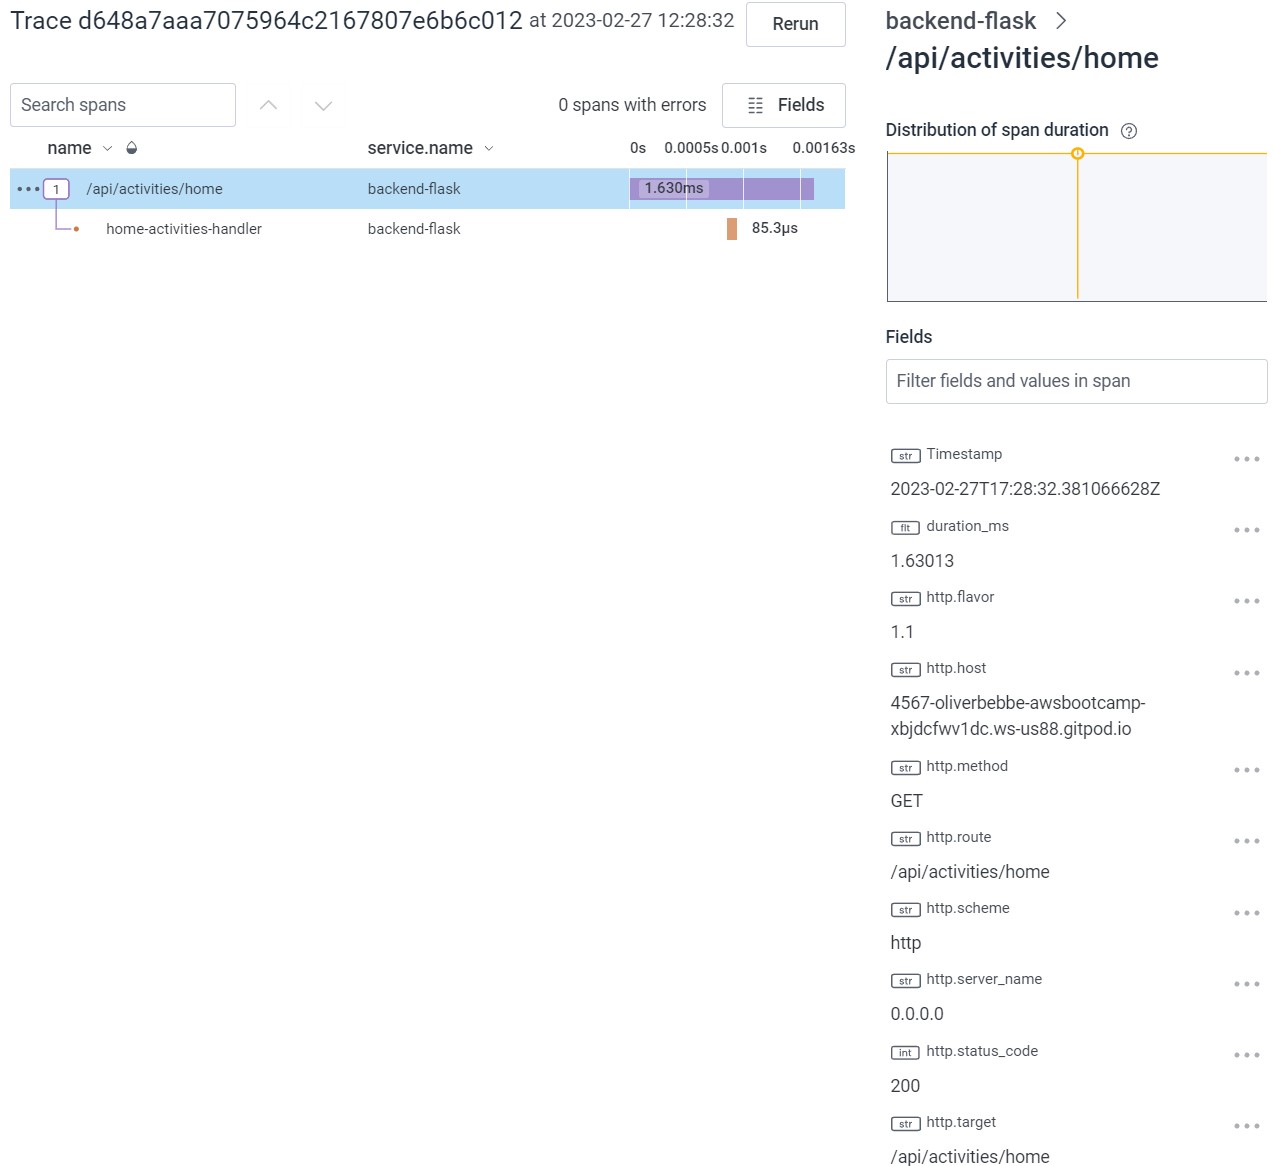 Trace d648a7aaa7075964c2167807e6b6c012 at 2023-02-27 12:28:32
Rerun
Search spans
0 spans with errors
Fields
name service.name 0s 0.0005s 0.001s 0.00163s
1 /api/activities/home backend-flask 1.630ms
home-activities-handler backend-flask 85.3µs
backend-flask
/api/activities/home
Distribution of span duration ?
Fields
Filter fields and values in span
str Timestamp
2023-02-27T17:28:32.381066628Z
flt duration_ms
1.63013
str http.flavor
1.1
str http.host
4567-oliverbebbe-awsbootcamp-
xbjdcfwv1dc.ws-us88.gitpod.io
str http.method
GET
str http.route
/api/activities/home
str http.scheme
http
str http.server_name
0.0.0.0
int http.status_code
200
str http.target
/api/activities/home